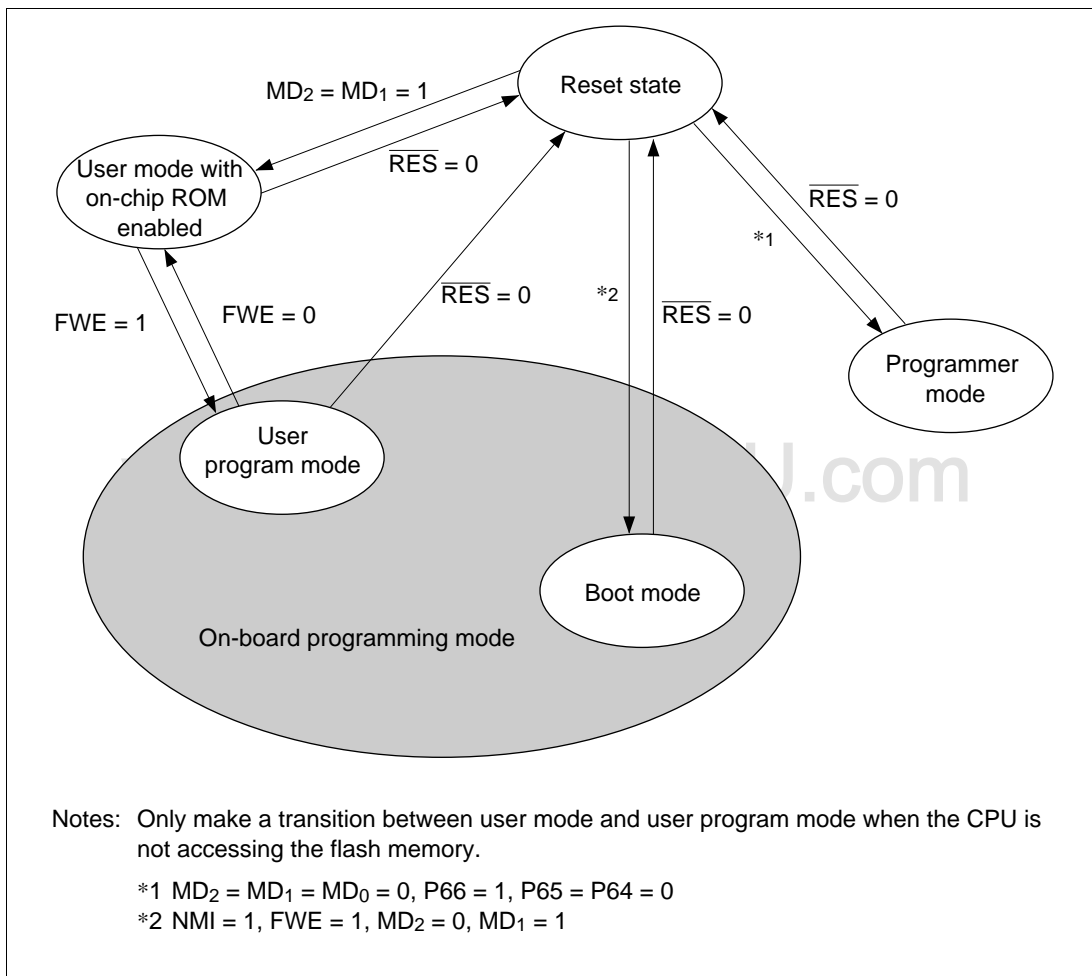 Reset state
MD2 = MD1 = 1
RES = 0
User mode with
on-chip ROM
enabled
RES = 0
*1
FWE = 1
FWE = 0
RES = 0
*2
RES = 0
Programmer
mode
User
program mode
U.com
Boot mode
On-board programming mode
Notes: Only make a transition between user mode and user program mode when the CPU is
not accessing the flash memory.
*1 MD2 = MD1 = MD0 = 0, P66 = 1, P65 = P64 = 0
*2 NMI = 1, FWE = 1, MD2 = 0, MD1 = 1